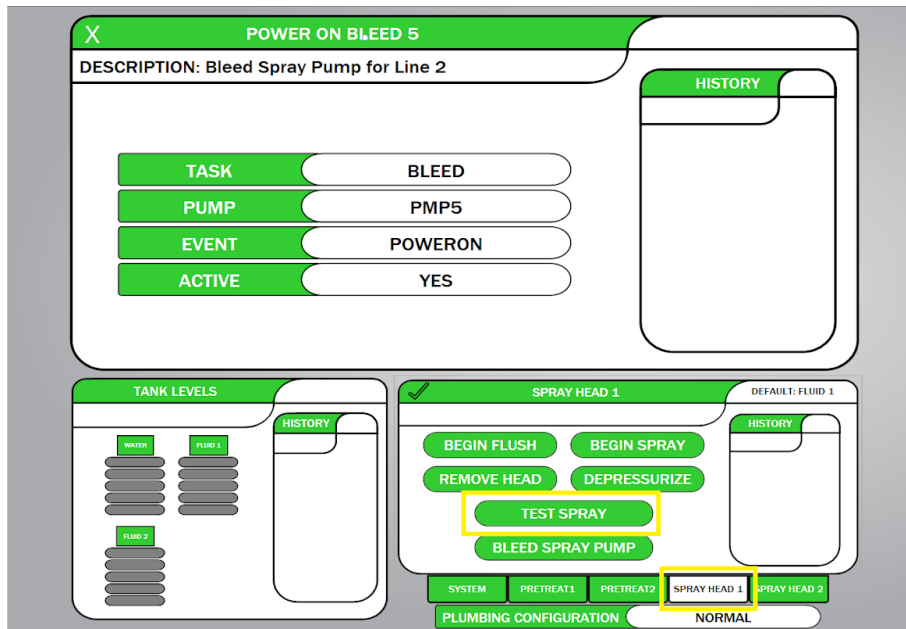 X POWER ON BLEED 5
DESCRIPTION: Bleed Spray Pump for Line 2
HISTORY
TASK BLEED
PUMP PMP5
EVENT POWERON
ACTIVE YES
TANK LEVELS
HISTORY
WATER FLUID 1
FLUID 2
SPRAY HEAD 1 DEFAULT: FLUID 1
HISTORY
BEGIN FLUSH BEGIN SPRAY
REMOVE HEAD DEPRESSURIZE
TEST SPRAY
BLEED SPRAY PUMP
SYSTEM PRETREAT1 PRETREAT2 SPRAY HEAD 1 SPRAY HEAD 2
PLUMBING CONFIGURATION NORMAL